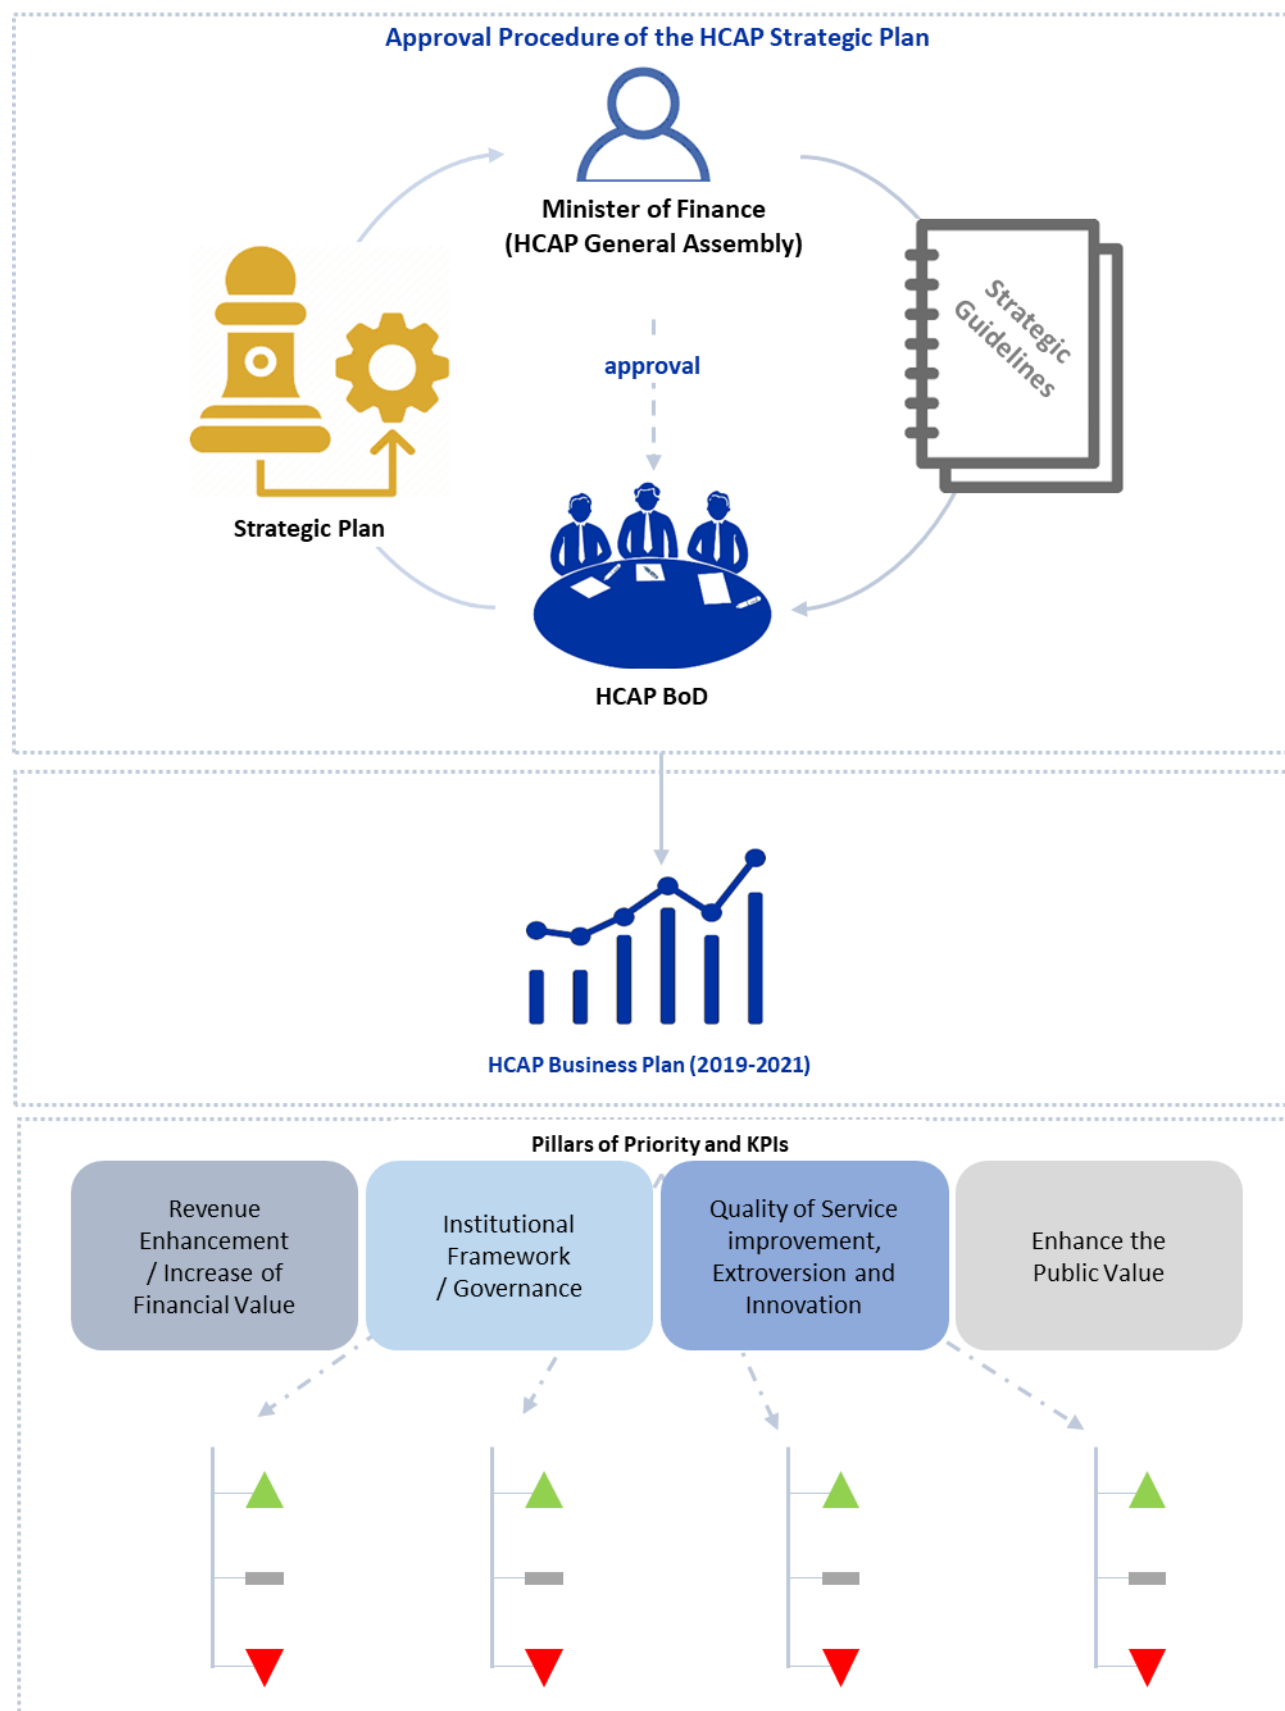 Approval Procedure of the HCAP Strategic Plan
Minister of Finance
(HCAP General Assembly)
Strategic
Guidelines
approval
Strategic Plan
HCAP BoD
HCAP Business Plan (2019-2021)
Pillars of Priority and KPIs
Revenue
Enhancement
/ Increase of
Financial Value
Institutional
Framework
/ Governance
Quality of Service
improvement,
Extroversion and
Innovation
Enhance the
Public Value